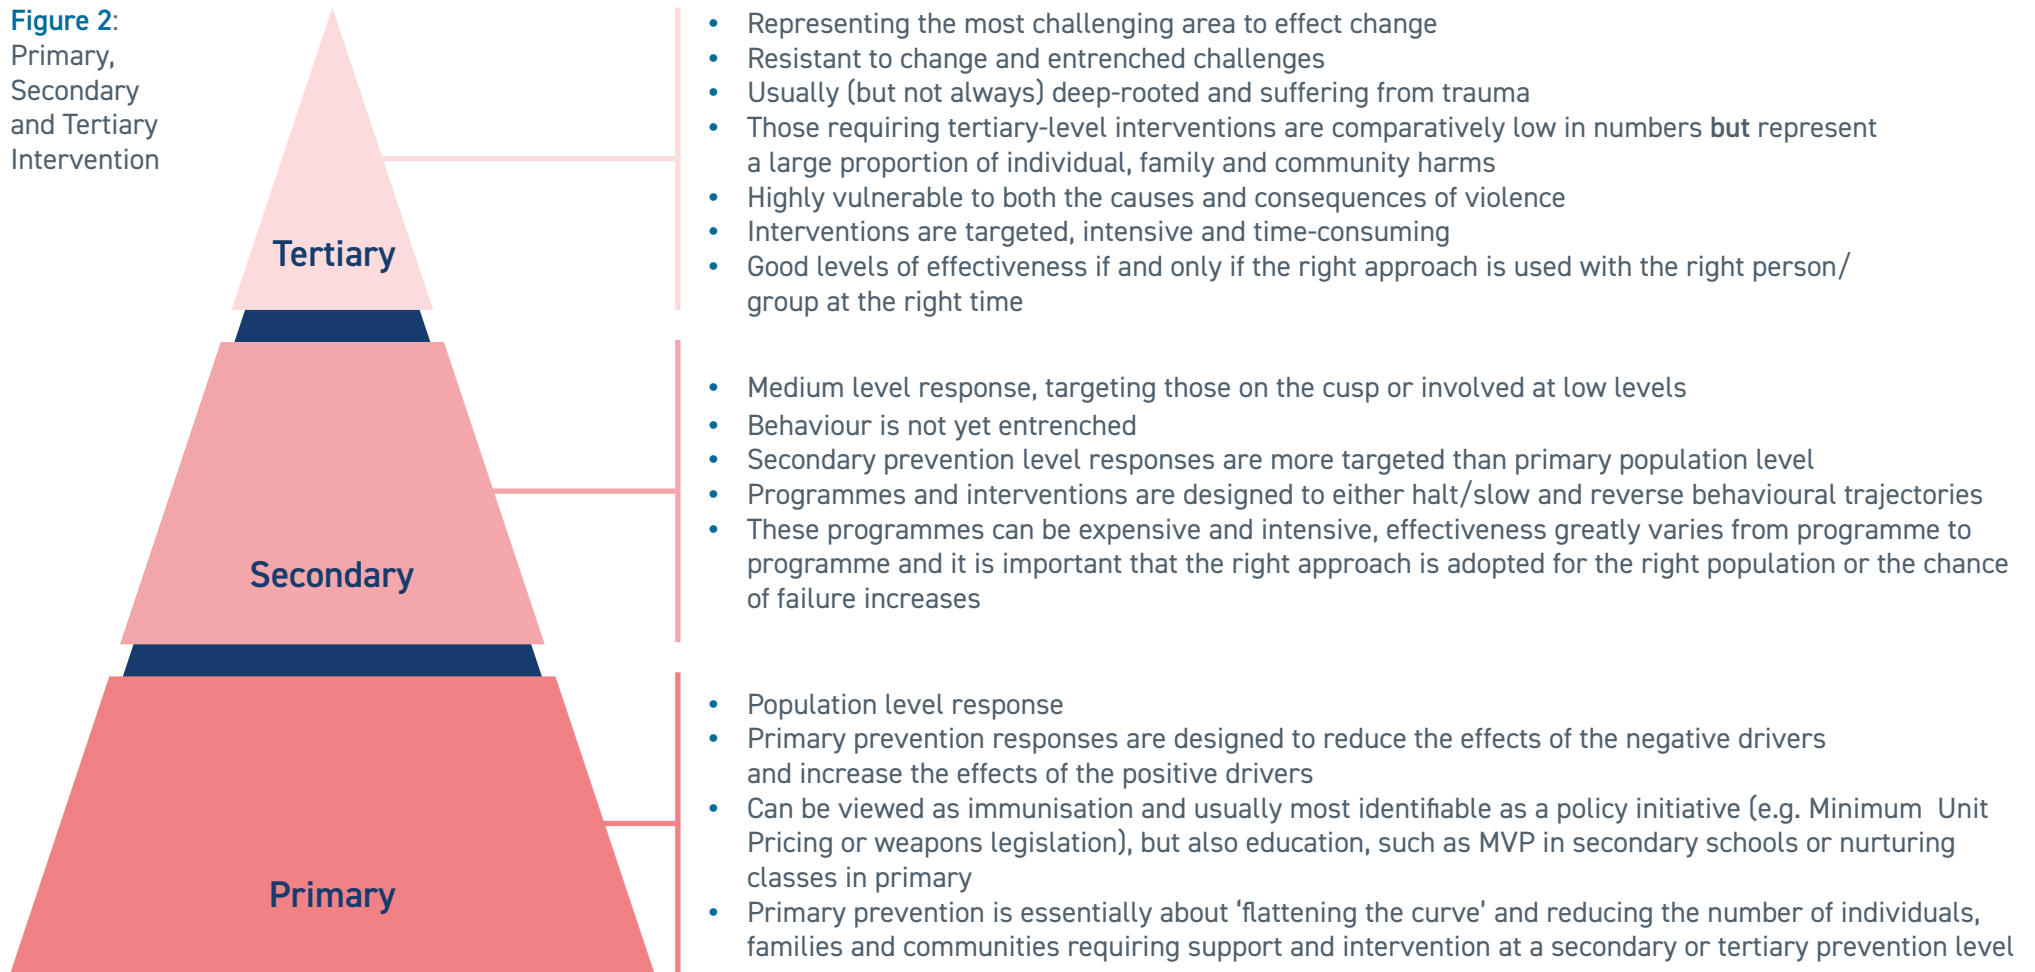 Figure 2:
Primary,
Secondary
and Tertiary
Intervention
Tertiary
• Representing the most challenging area to effect change
• Resistant to change and entrenched challenges
• Usually (but not always) deep-rooted and suffering from trauma
• Those requiring tertiary-level interventions are comparatively low in numbers but represent
a large proportion of individual, family and community harms
• Highly vulnerable to both the causes and consequences of violence
• Interventions are targeted, intensive and time-consuming
• Good levels of effectiveness if and only if the right approach is used with the right person/
group at the right time
Secondary
• Medium level response, targeting those on the cusp or involved at low levels
• Behaviour is not yet entrenched
• Secondary prevention level responses are more targeted than primary population level
• Programmes and interventions are designed to either halt/slow and reverse behavioural trajectories
• These programmes can be expensive and intensive, effectiveness greatly varies from programme to
programme and it is important that the right approach is adopted for the right population or the chance
of failure increases
Primary
• Population level response
• Primary prevention responses are designed to reduce the effects of the negative drivers
and increase the effects of the positive drivers
• Can be viewed as immunisation and usually most identifiable as a policy initiative (e.g. Minimum Unit
Pricing or weapons legislation), but also education, such as MVP in secondary schools or nurturing
classes in primary
• Primary prevention is essentially about ‘flattening the curve’ and reducing the number of individuals,
families and communities requiring support and intervention at a secondary or tertiary prevention level